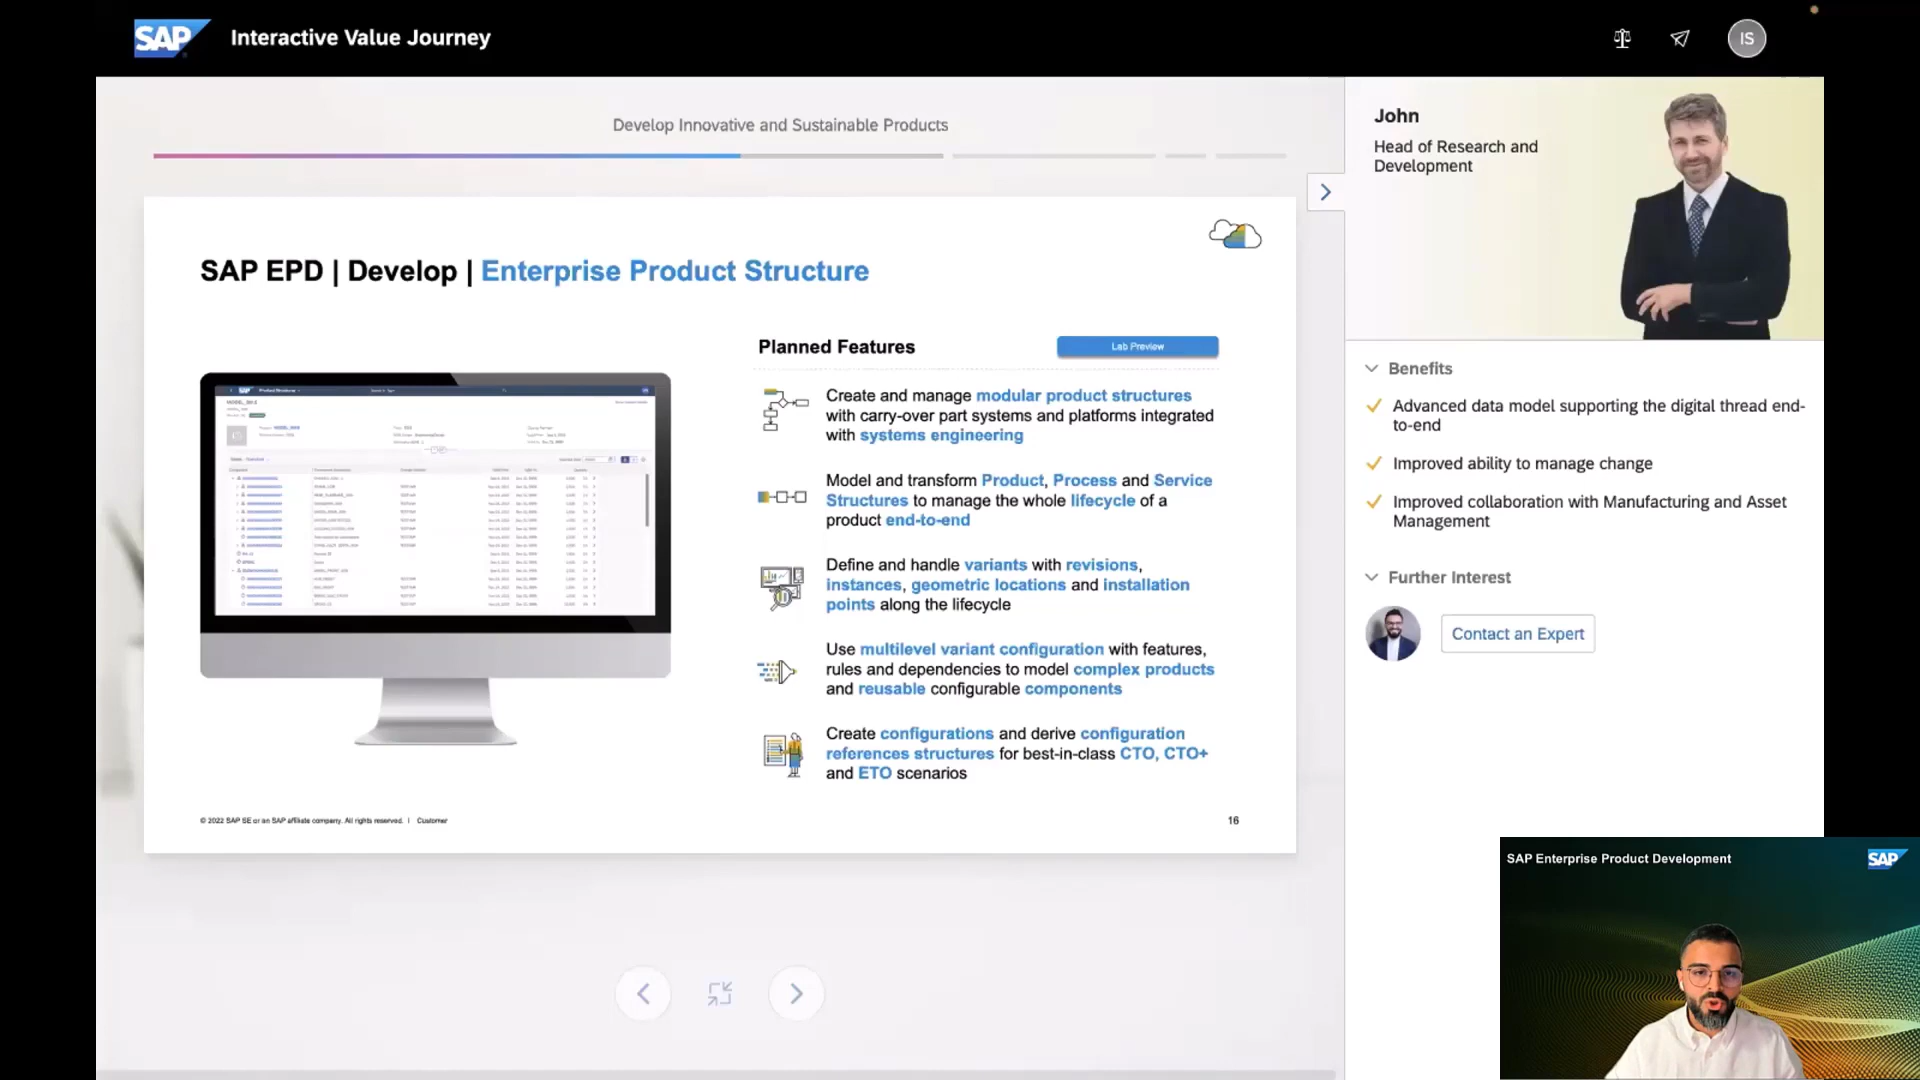 SAP
Interactive Value Journey
IS
Develop Innovative and Sustainable Products
John
Head of Research and
Development
SAP EPD | Develop | Enterprise Product Structure
Planned Features
Lab Preview
Create and manage modular product structures
with carry-over part systems and platforms integrated
with systems engineering
Model and transform Product, Process and Service
Structures to manage the whole lifecycle of a
product end-to-end
Define and handle variants with revisions,
instances, geometric locations and installation
points along the lifecycle
Use multilevel variant configuration with features,
rules and dependencies to model complex products
and reusable configurable components
Create configurations and derive configuration
references structures for best-in-class CTO, CTO+
and ETO scenarios
© 2022 SAP SE or an SAP affiliate company. All rights reserved. | Customer
16
Benefits
Advanced data model supporting the digital thread end-
to-end
Improved ability to manage change
Improved collaboration with Manufacturing and Asset
Management
Further Interest
Contact an Expert
SAP Enterprise Product Development
SAP